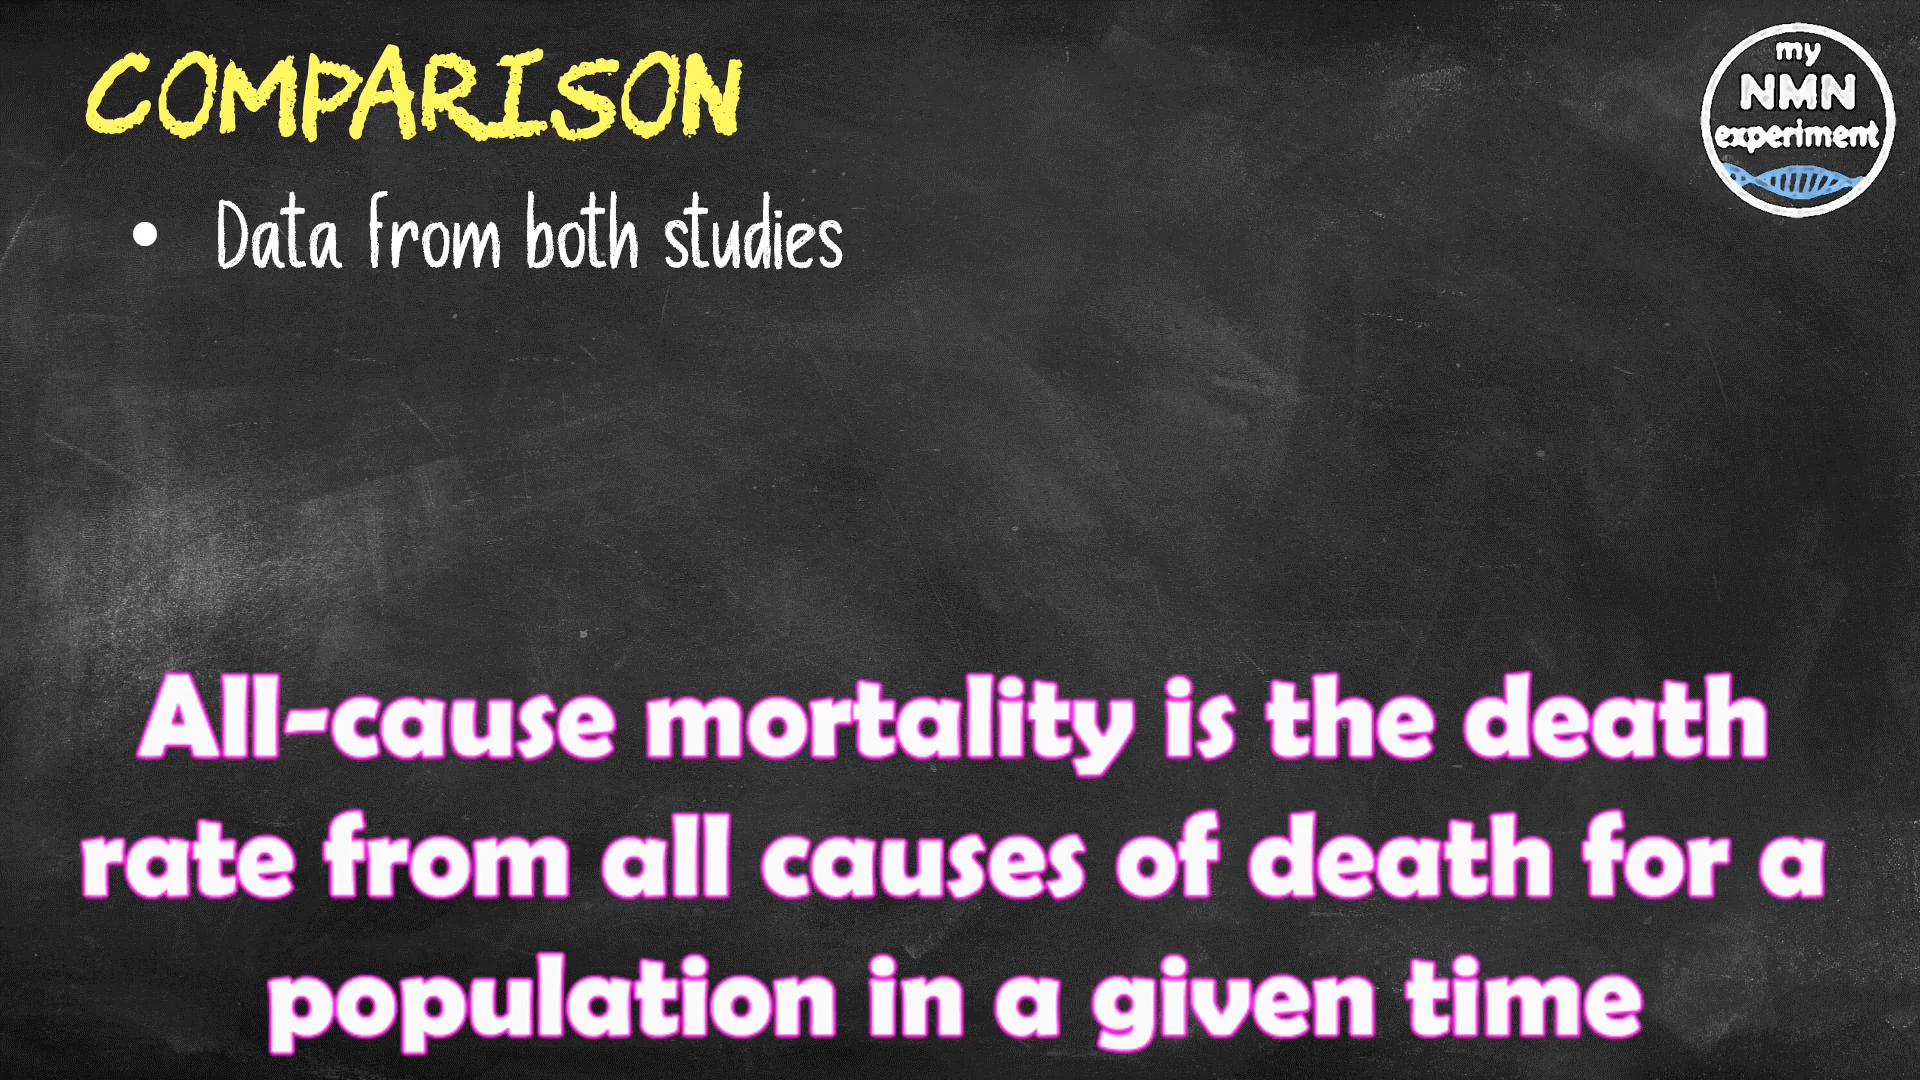 COMPARISON
my
NMN
experiment
• Data from both studies
All-cause mortality is the death
rate from all causes of death for a
population in a given time